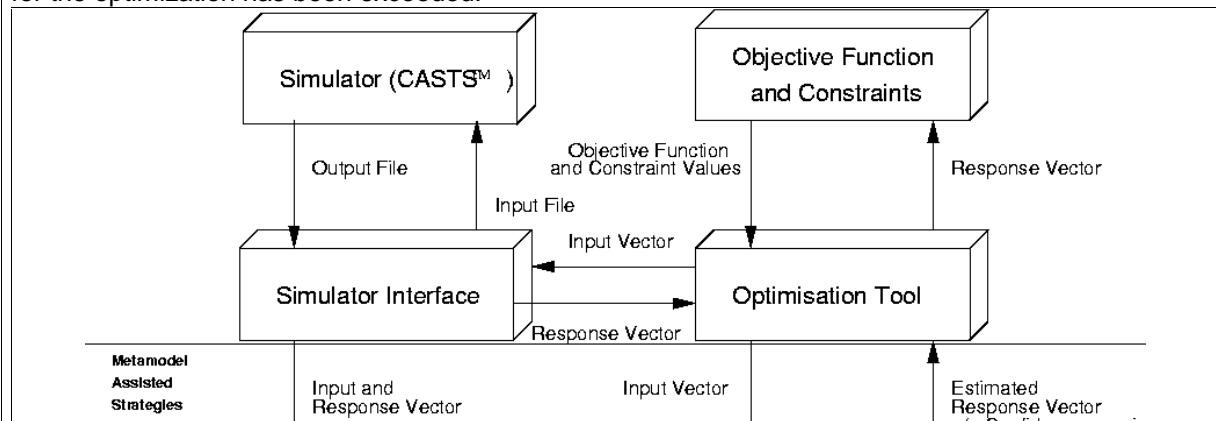 for the optimization has been exceeded.
Simulator (CASTS™ )
Objective Function
and Constraints
Output File
Input File
Objective Function
and Constraint Values
Response Vector
Input Vector
Simulator Interface
Optimisation Tool
Response Vector
Metamodel
Assisted
Strategies
Input and
Response Vector
Input Vector
Estimated
Response Vector